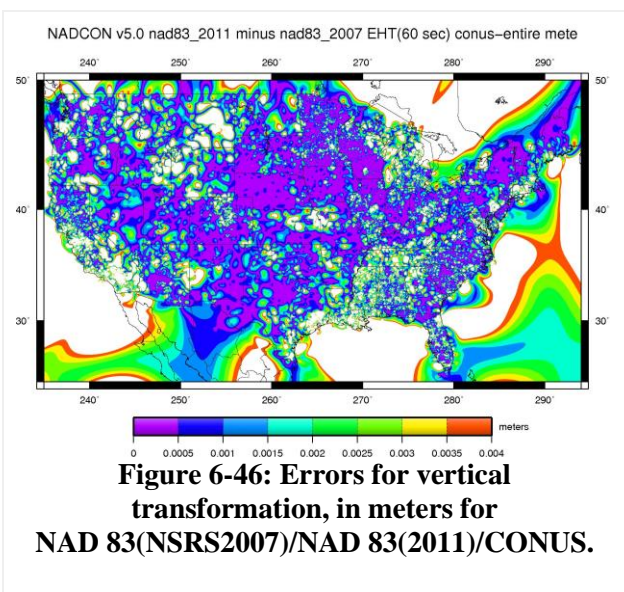 NADCON v5.0 nad83_2011 minus nad83_2007 EHT(60 sec) conus−entire mete
240˚ 250˚ 260˚ 270˚ 280˚ 290˚
50˚ 50˚
40˚ 40˚
30˚ 30˚
240˚ 250˚ 260˚ 270˚ 280˚ 290˚
meters
0 0.0005 0.001 0.0015 0.002 0.0025 0.003 0.0035 0.004
Figure 6-46: Errors for vertical
transformation, in meters for
NAD 83(NSRS2007)/NAD 83(2011)/CONUS.